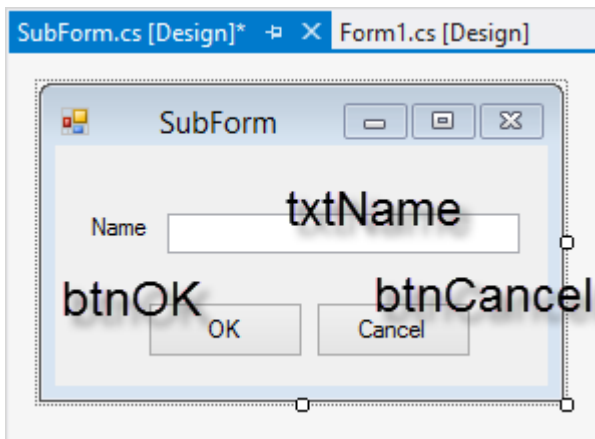 SubForm.cs [Design]* Form1.cs [Design]
SubForm
txtName
Name
btnOK btnCancel
OK Cancel